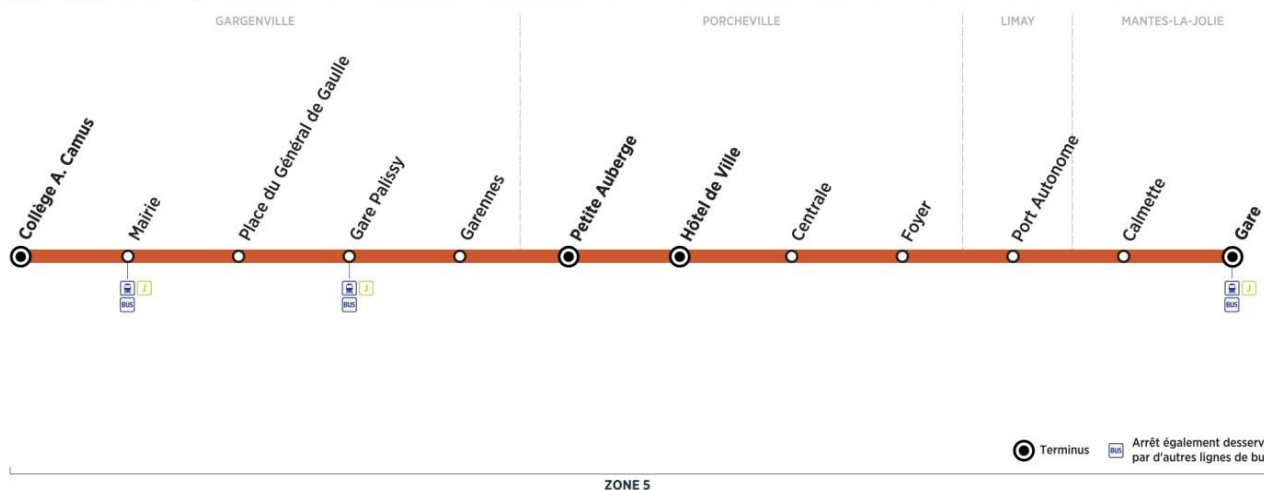 GARGENVILLE
PORCHEVILLE
LIMAY
MANTES-LA-JOLIE
Collège A. Camus
Mairie
Place du Général de Gaulle
Gare Palissy
Garennes
Petite Auberge
Hôtel de Ville
Centrale
Foyer
Port Autonome
Calmette
Gare
J
BUS
J
BUS
J
BUS
Terminus
BUS
Arrêt également desserv
par d'autres lignes de bu
ZONE 5